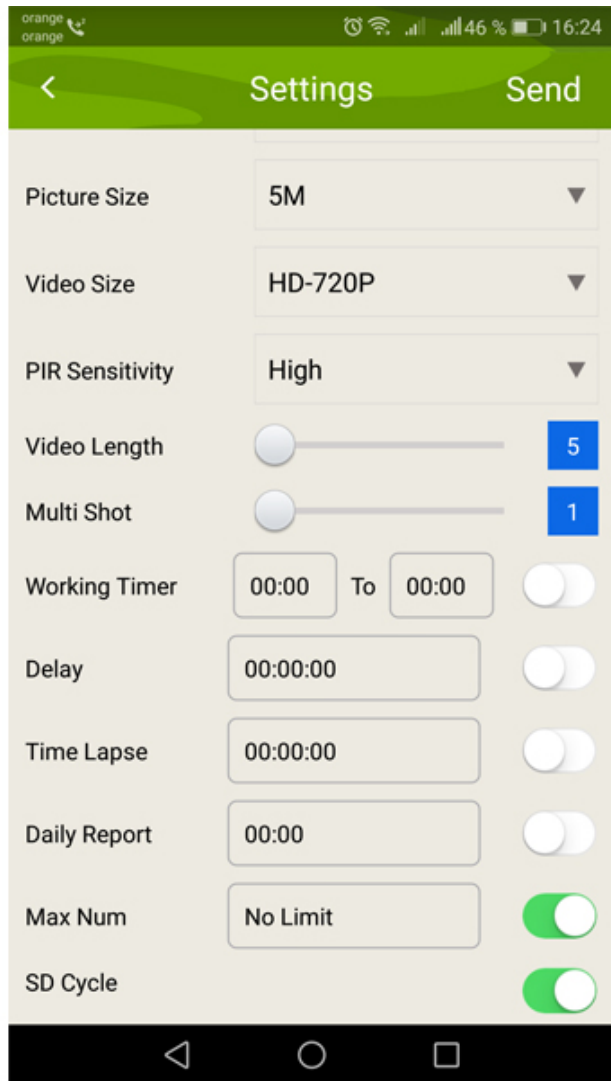 orange
orange
46 % 16:24
Settings Send
Picture Size 5M
Video Size HD-720P
PIR Sensitivity High
Video Length 5
Multi Shot 1
Working Timer 00:00 To 00:00
Delay 00:00:00
Time Lapse 00:00:00
Daily Report 00:00
Max Num No Limit
SD Cycle